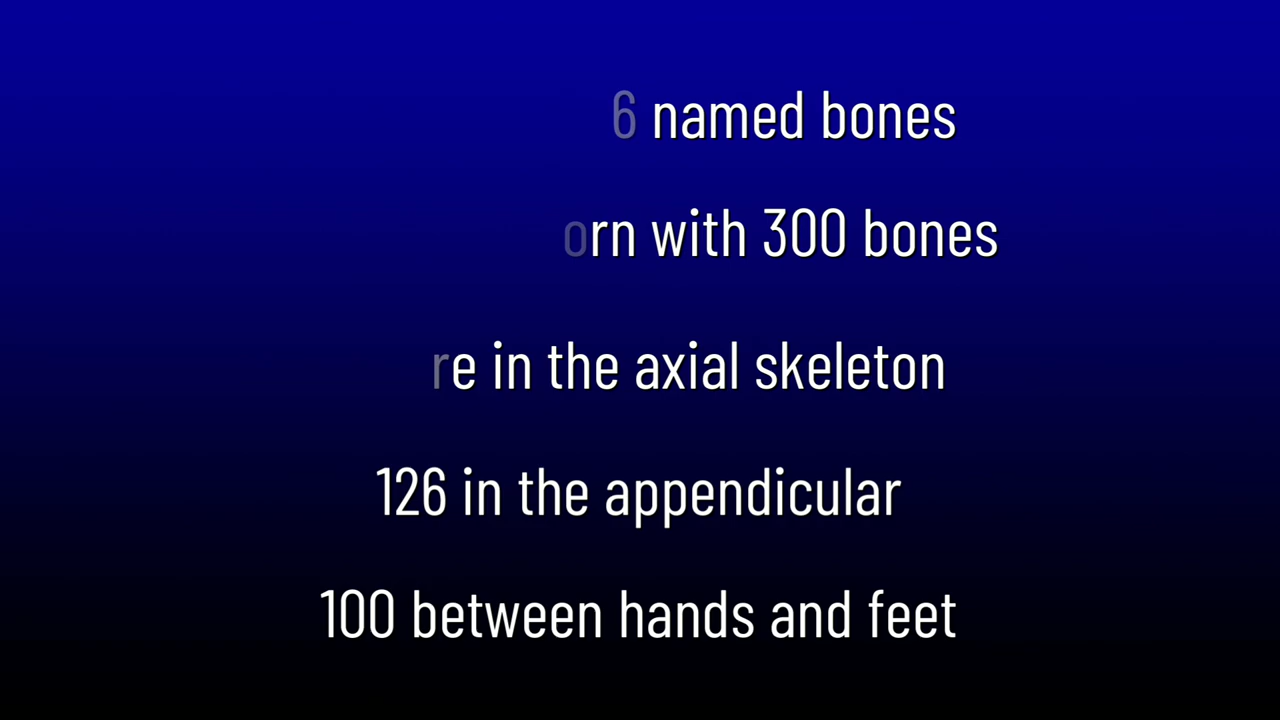 6 named bones
orn with 300 bones
re in the axial skeleton
126 in the appendicular
100 between hands and feet